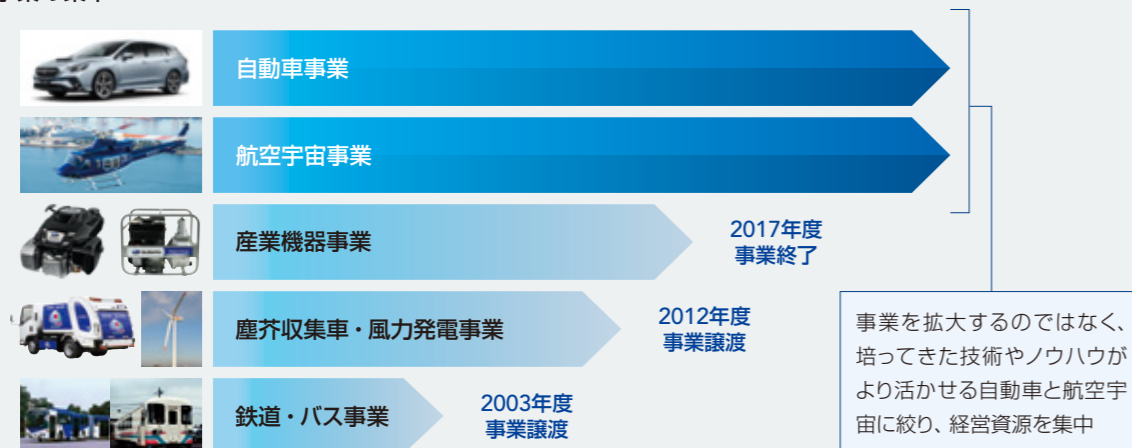 自動車事業
航空宇宙事業
産業機器事業
2017年度
事業終了
塵芥収集車・風力発電事業
2012年度
事業譲渡
鉄道・バス事業
2003年度
事業譲渡
事業を拡大するのではなく、
培ってきた技術やノウハウが
より活かせる自動車と航空宇
宙に絞り、経営資源を集中